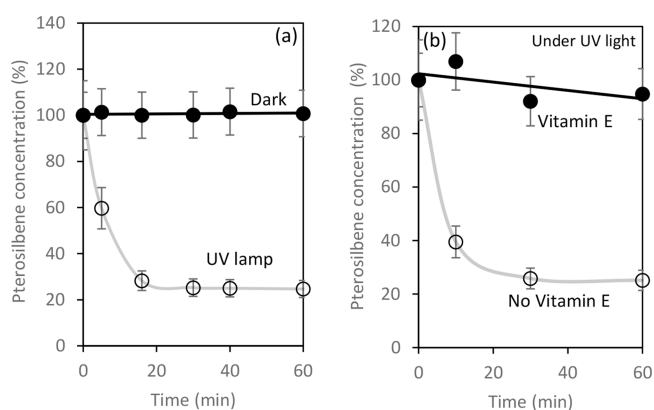 (a)
140
120
100
80
60
40
20
0
0
20
40
60
Pterosilbene concentration (%)
Time (min)
Dark
UV lamp
(b)
120
100
80
60
40
20
0
0
20
40
60
Pterosilbene concentration (%)
Time (min)
Under UV light
Vitamin E
No Vitamin E